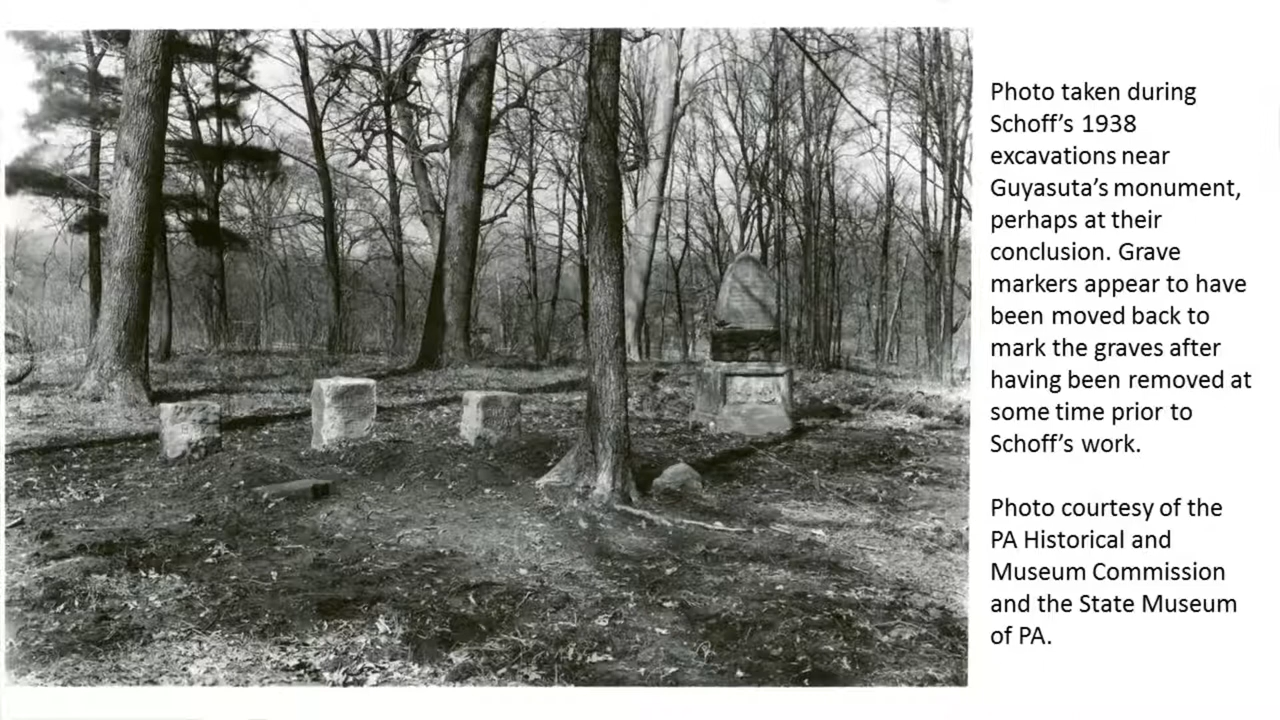 Photo taken during
Schoff’s 1938
excavations near
Guyasuta’s monument,
perhaps at their
conclusion. Grave
markers appear to have
been moved back to
mark the graves after
having been removed at
some time prior to
Schoff’s work.
Photo courtesy of the
PA Historical and
Museum Commission
and the State Museum
of PA.